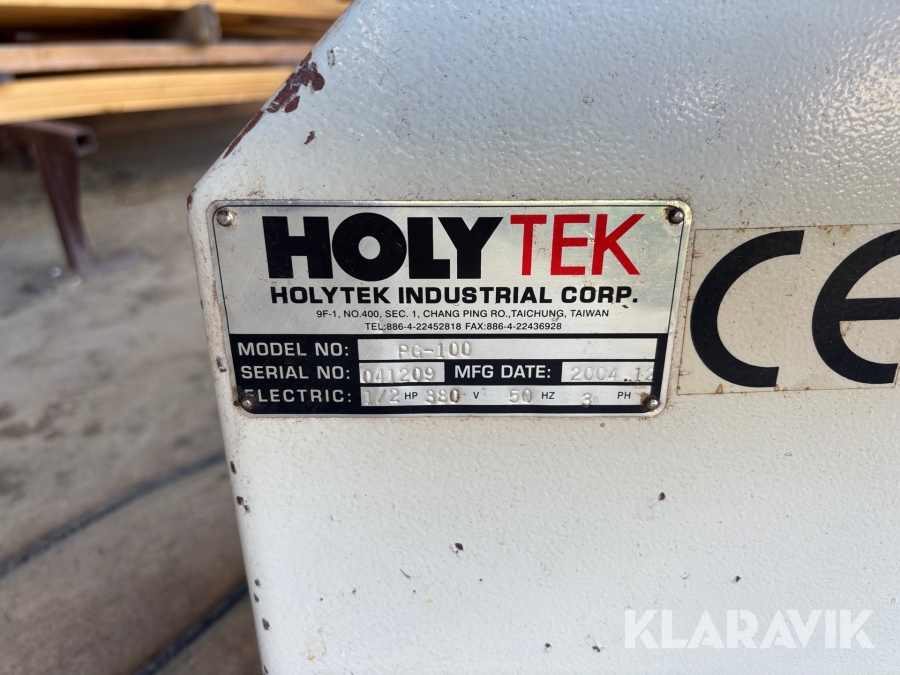 HOLYTEK
HOLYTEK INDUSTRIAL CORP.
9F-1, NO.400, SEC. 1, CHANG PING RO.,TAICHUNG, TAIWAN
TEL:886-4-22452818 FAX:886-4-22436928
MODEL NO: PG-100
SERIAL NO: 041209 MFG DATE: 2004.12
ELECTRIC: 1/2 HP 380 V 50 HZ 3 PH
CE
KLARAVIK